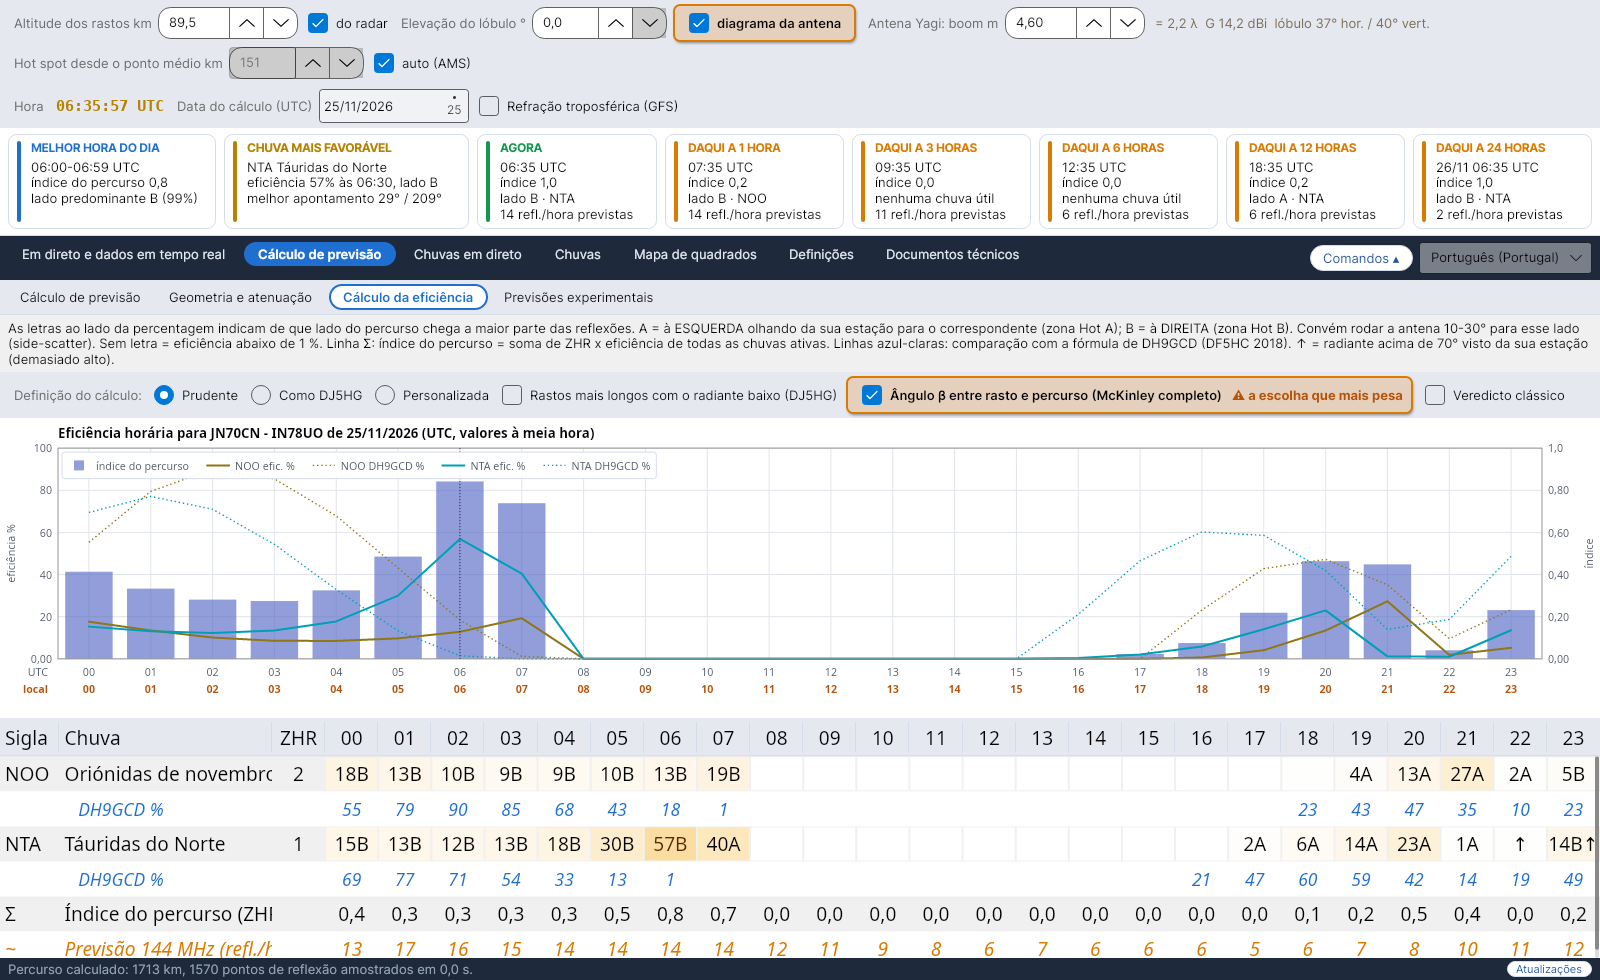 Altitude dos rastos km 89,5 do radar Elevação do lóbulo ° 0,0 diagrama da antena Antena Yagi: boom m 4,60 = 2,2 λ G 14,2 dBi lóbulo 37° hor. / 40° vert.
Hot spot desde o ponto médio km 151 auto (AMS)
Hora 06:35:57 UTC Data do cálculo (UTC) 25/11/2026 25 Refração troposférica (GFS)
MELHOR HORA DO DIA
06:00-06:59 UTC
índice do percurso 0,8
lado predominante B (99%)
CHUVA MAIS FAVORÁVEL
NTA Táuridas do Norte
eficiência 57% às 06:30, lado B
melhor apontamento 29° / 209°
AGORA
06:35 UTC
índice 1,0
lado B · NTA
14 refl./hora previstas
DAQUI A 1 HORA
07:35 UTC
índice 0,2
lado B · NOO
14 refl./hora previstas
DAQUI A 3 HORAS
09:35 UTC
índice 0,0
nenhuma chuva útil
11 refl./hora previstas
DAQUI A 6 HORAS
12:35 UTC
índice 0,0
nenhuma chuva útil
6 refl./hora previstas
DAQUI A 12 HORAS
18:35 UTC
índice 0,2
lado A · NTA
6 refl./hora previstas
DAQUI A 24 HORAS
26/11 06:35 UTC
índice 1,0
lado B · NTA
2 refl./hora previstas
Em direto e dados em tempo real Cálculo de previsão Chuvas em direto Chuvas Mapa de quadrados Definições Documentos técnicos Comandos ▴ Português (Portugal)
Cálculo de previsão Geometria e atenuação Cálculo da eficiência Previsões experimentais
As letras ao lado da percentagem indicam de que lado do percurso chega a maior parte das reflexões. A = à ESQUERDA olhando da sua estação para o correspondente (zona Hot A); B = à DIREITA (zona Hot B). Convém rodar a antena 10-30° para esse lado
(side-scatter). Sem letra = eficiência abaixo de 1 %. Linha Σ: índice do percurso = soma de ZHR x eficiência de todas as chuvas ativas. Linhas azul-claras: comparação com a fórmula de DH9GCD (DF5HC 2018). ↑ = radiante acima de 70° visto da sua estação
(demasiado alto).
Definição do cálculo: Prudente Como DJ5HG Personalizada Rastos mais longos com o radiante baixo (DJ5HG) Ângulo β entre rasto e percurso (McKinley completo) ⚠ a escolha que mais pesa Veredicto clássico
Eficiência horária para JN70CN - IN78UO de 25/11/2026 (UTC, valores à meia hora)
índice do percurso NOO efic. % NOO DH9GCD % NTA efic. % NTA DH9GCD %
100 1,0
80 0,80
60 0,60
40 0,40
20 0,20
0,00 0,00
eficiência %
índice
UTC 00 01 02 03 04 05 06 07 08 09 10 11 12 13 14 15 16 17 18 19 20 21 22 23
local 00 01 02 03 04 05 06 07 08 09 10 11 12 13 14 15 16 17 18 19 20 21 22 23
Sigla Chuva ZHR 00 01 02 03 04 05 06 07 08 09 10 11 12 13 14 15 16 17 18 19 20 21 22 23
NOO Oriónidas de novembro 2 18B 13B 10B 9B 9B 10B 13B 19B 4A 13A 27A 2A 5B
DH9GCD % 55 79 90 85 68 43 18 1 23 43 47 35 10 23
NTA Táuridas do Norte 1 15B 13B 12B 13B 18B 30B 57B 40A 2A 6A 14A 23A 1A ↑ 14B↑
DH9GCD % 69 77 71 54 33 13 1 21 47 60 59 42 14 19 49
Σ Índice do percurso (ZH 0,4 0,3 0,3 0,3 0,3 0,5 0,8 0,7 0,0 0,0 0,0 0,0 0,0 0,0 0,0 0,0 0,0 0,0 0,1 0,2 0,5 0,4 0,0 0,2
~ Previsão 144 MHz (refl./h 13 17 16 15 14 14 14 14 12 11 9 8 6 7 6 6 6 5 6 7 8 10 11 12
Percurso calculado: 1713 km, 1570 pontos de reflexão amostrados em 0,0 s. Atualizações